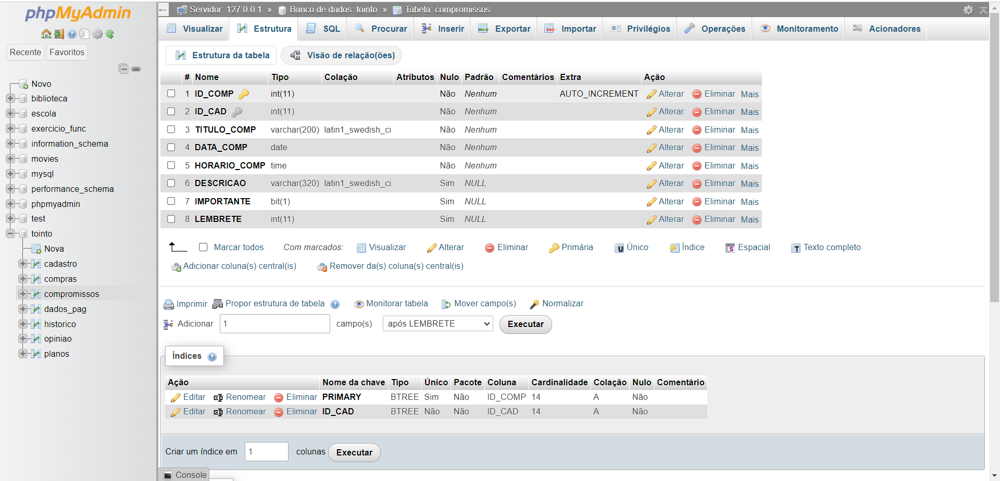 phpMyAdmin
Recente Favoritos
Novo
biblioteca
escola
exercicio_func
information_schema
movies
mysql
performance_schema
phpmyadmin
test
tointo
Nova
cadastro
compras
compromissos
dados_pag
historico
opiniao
planos
Servidor: 127.0.0.1 » Banco de dados: tointo » Tabela: compromissos
Visualizar Estrutura SQL Procurar Inserir Exportar Importar Privilégios Operações Monitoramento Acionadores
Estrutura da tabela Visão de relação(ões)
# Nome Tipo Colação Atributos Nulo Padrão Comentários Extra Ação
1 ID_COMP int(11) Não Nenhum AUTO_INCREMENT Alterar Eliminar Mais
2 ID_CAD int(11) Não Nenhum Alterar Eliminar Mais
3 TITULO_COMP varchar(200) latin1_swedish_ci Não Nenhum Alterar Eliminar Mais
4 DATA_COMP date Não Nenhum Alterar Eliminar Mais
5 HORARIO_COMP time Não Nenhum Alterar Eliminar Mais
6 DESCRICAO varchar(320) latin1_swedish_ci Sim NULL Alterar Eliminar Mais
7 IMPORTANTE bit(1) Sim NULL Alterar Eliminar Mais
8 LEMBRETE int(11) Sim NULL Alterar Eliminar Mais
Marcar todos Com marcados: Visualizar Alterar Eliminar Primária Único Índice Espacial Texto completo
Adicionar coluna(s) central(is) Remover da(s) coluna(s) central(is)
Imprimir Propor estrutura de tabela Monitorar tabela Mover campo(s) Normalizar
Adicionar 1 campo(s) após LEMBRETE Executar
Índices
Ação Nome da chave Tipo Único Pacote Coluna Cardinalidade Colação Nulo Comentário
Editar Renomear Eliminar PRIMARY BTREE Sim Não ID_COMP 14 A Não
Editar Renomear Eliminar ID_CAD BTREE Não Não ID_CAD 14 A Não
Criar um índice em 1 colunas Executar
Console